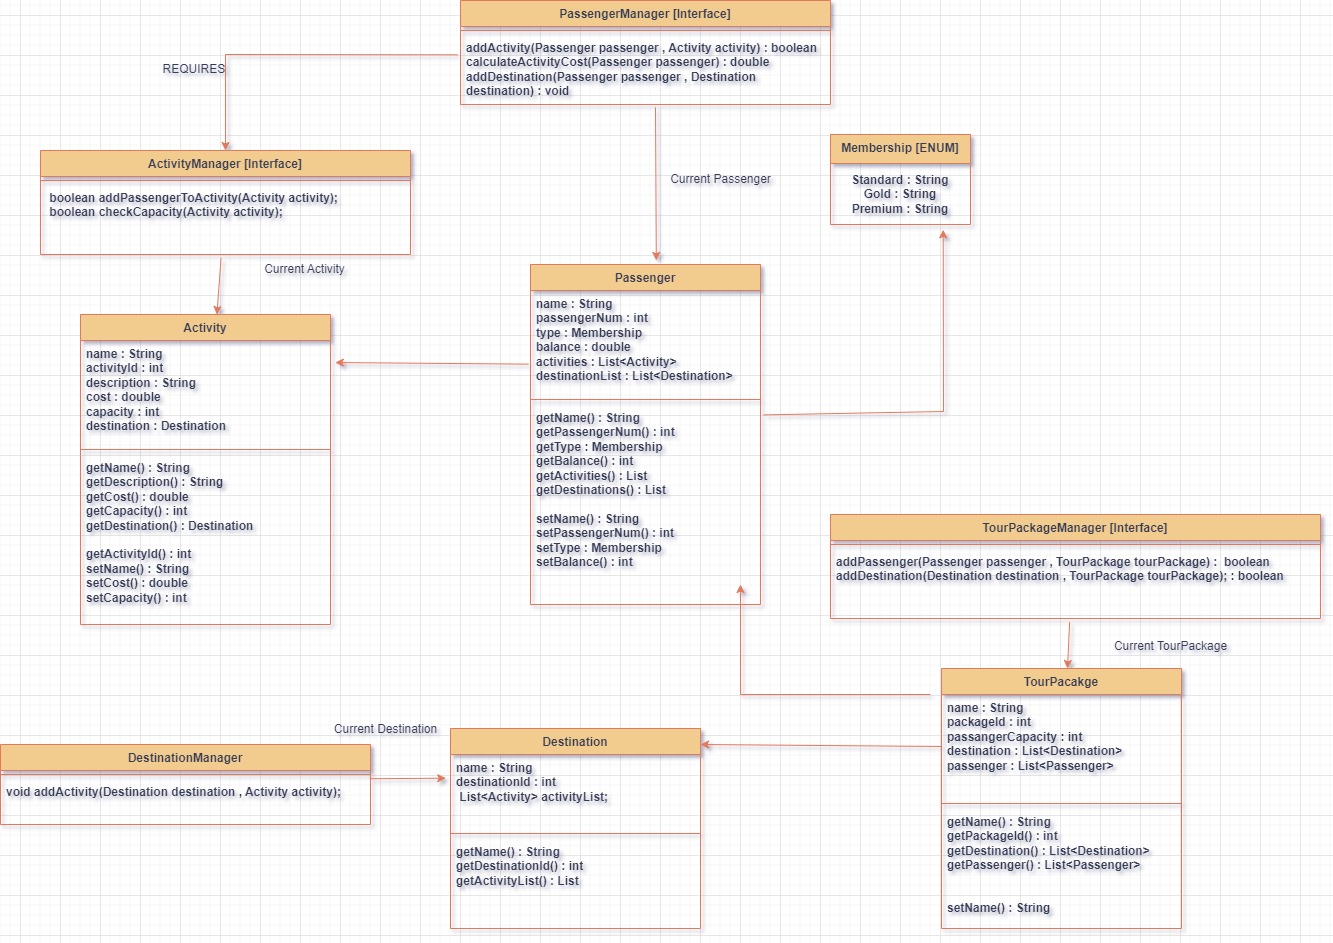 PassengerManager [Interface]
addActivity(Passenger passenger , Activity activity) : boolean
calculateActivityCost(Passenger passenger) : double
addDestination(Passenger passenger , Destination
destination) : void
REQUIRES
ActivityManager [Interface]
boolean addPassengerToActivity(Activity activity);
boolean checkCapacity(Activity activity);
Membership [ENUM]
Standard : String
Gold : String
Premium : String
Current Passenger
Current Activity
Passenger
name : String
passengerNum : int
type : Membership
balance : double
activities : List<Activity>
destinationList : List<Destination>
getName() : String
getPassengerNum() : int
getType : Membership
getBalance() : int
getActivities() : List
getDestinations() : List
setName() : String
setPassengerNum() : int
setType : Membership
setBalance() : int
Activity
name : String
activityId : int
description : String
cost : double
capacity : int
destination : Destination
getName() : String
getDescription() : String
getCost() : double
getCapacity() : int
getDestination() : Destination
getActivityId() : int
setName() : String
setCost() : double
setCapacity() : int
TourPackageManager [Interface]
addPassenger(Passenger passenger , TourPackage tourPackage) : boolean
addDestination(Destination destination , TourPackage tourPackage); : boolean
Current TourPackage
TourPacakge
name : String
packageId : int
passangerCapacity : int
destination : List<Destination>
passenger : List<Passenger>
getName() : String
getPackageId() : int
getDestination() : List<Destination>
getPassenger() : List<Passenger>
setName() : String
Current Destination
DestinationManager
void addActivity(Destination destination , Activity activity);
Destination
name : String
destinationId : int
List<Activity> activityList;
getName() : String
getDestinationId() : int
getActivityList() : List